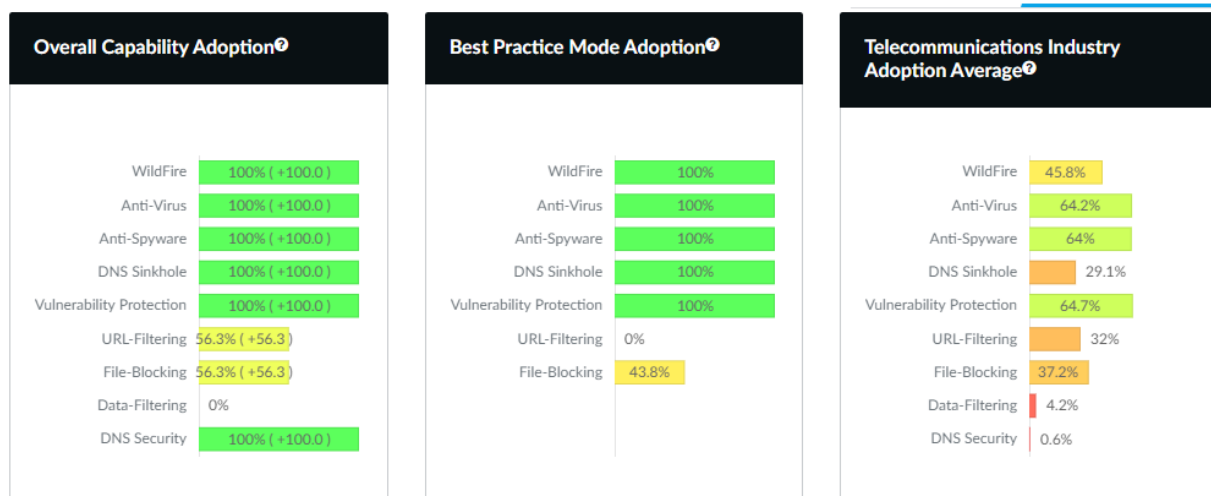 Overall Capability Adoption?
WildFire 100% ( +100.0 )
Anti-Virus 100% ( +100.0 )
Anti-Spyware 100% ( +100.0 )
DNS Sinkhole 100% ( +100.0 )
Vulnerability Protection 100% ( +100.0 )
URL-Filtering 56.3% ( +56.3 )
File-Blocking 56.3% ( +56.3 )
Data-Filtering 0%
DNS Security 100% ( +100.0 )
Best Practice Mode Adoption?
WildFire 100%
Anti-Virus 100%
Anti-Spyware 100%
DNS Sinkhole 100%
Vulnerability Protection 100%
URL-Filtering 0%
File-Blocking 43.8%
Telecommunications Industry
Adoption Average?
WildFire 45.8%
Anti-Virus 64.2%
Anti-Spyware 64%
DNS Sinkhole 29.1%
Vulnerability Protection 64.7%
URL-Filtering 32%
File-Blocking 37.2%
Data-Filtering 4.2%
DNS Security 0.6%